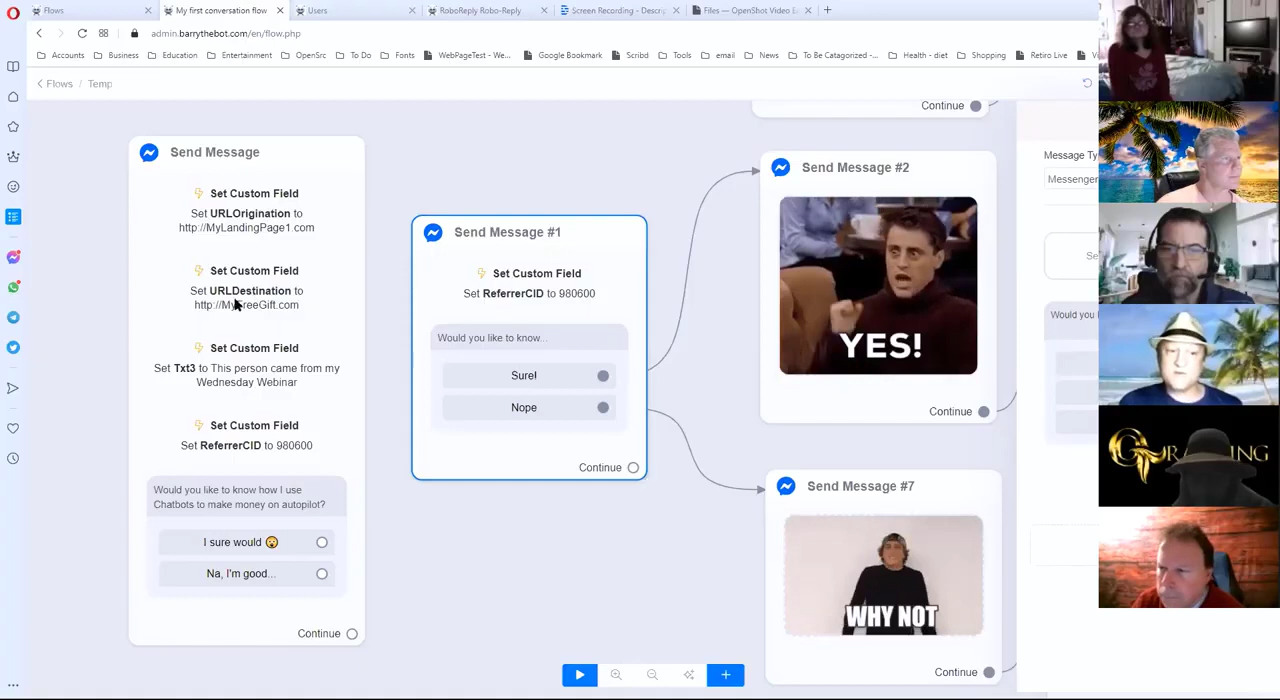 Flows
My first conversation flow
Users
RoboReply Robo-Reply
Screen Recording - Descrip
Files — OpenShot Video Ed
admin.barrythebot.com/en/flow.php
Accounts
Business
Education
Entertainment
OpenSrc
To Do
Fonts
WebPageTest - We...
Google Bookmark
Scribd
Tools
email
News
To Be Catagorized -...
Health - diet
Shopping
Retiro Live
Flows / Temp
Continue
Send Message
Set Custom Field
Set URLOrigination to
http://MyLandingPage1.com
Set Custom Field
Set URLDestination to
Set Custom Field
Set Txt3 to This person came from my
Wednesday Webinar
Set Custom Field
Set ReferrerCID to 980600
Would you like to know how I use
Chatbots to make money on autopilot?
I sure would 😮
Na, I'm good...
Continue
Send Message #1
Set Custom Field
Set ReferrerCID to 980600
Would you like to know...
Sure!
Nope
Continue
Send Message #2
YES!
Continue
Send Message #7
WHY NOT
Continue
Message Ty
Messenger
Se
Would you l